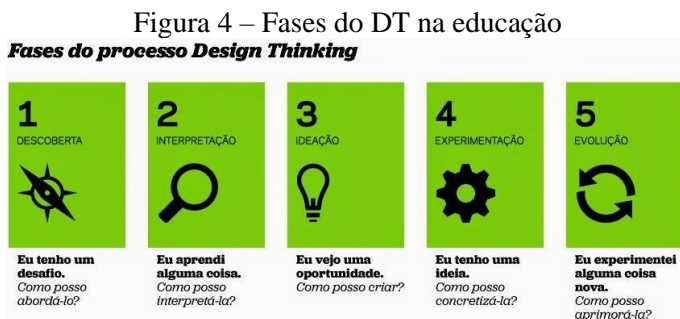 Figura 4 – Fases do DT na educação
Fases do processo Design Thinking
1
DESCOBERTA
Eu tenho um
desafio.
Como posso
abordá-lo?
2
INTERPRETAÇÃO
Eu aprendi
alguma coisa.
Como posso
interpretá-la?
3
IDEAÇÃO
Eu vejo uma
oportunidade.
Como posso criar?
4
EXPERIMENTAÇÃO
Eu tenho uma
ideia.
Como posso
concretizá-la?
5
EVOLUÇÃO
Eu experimentei
alguma coisa
nova.
Como posso
aprimorá-la?